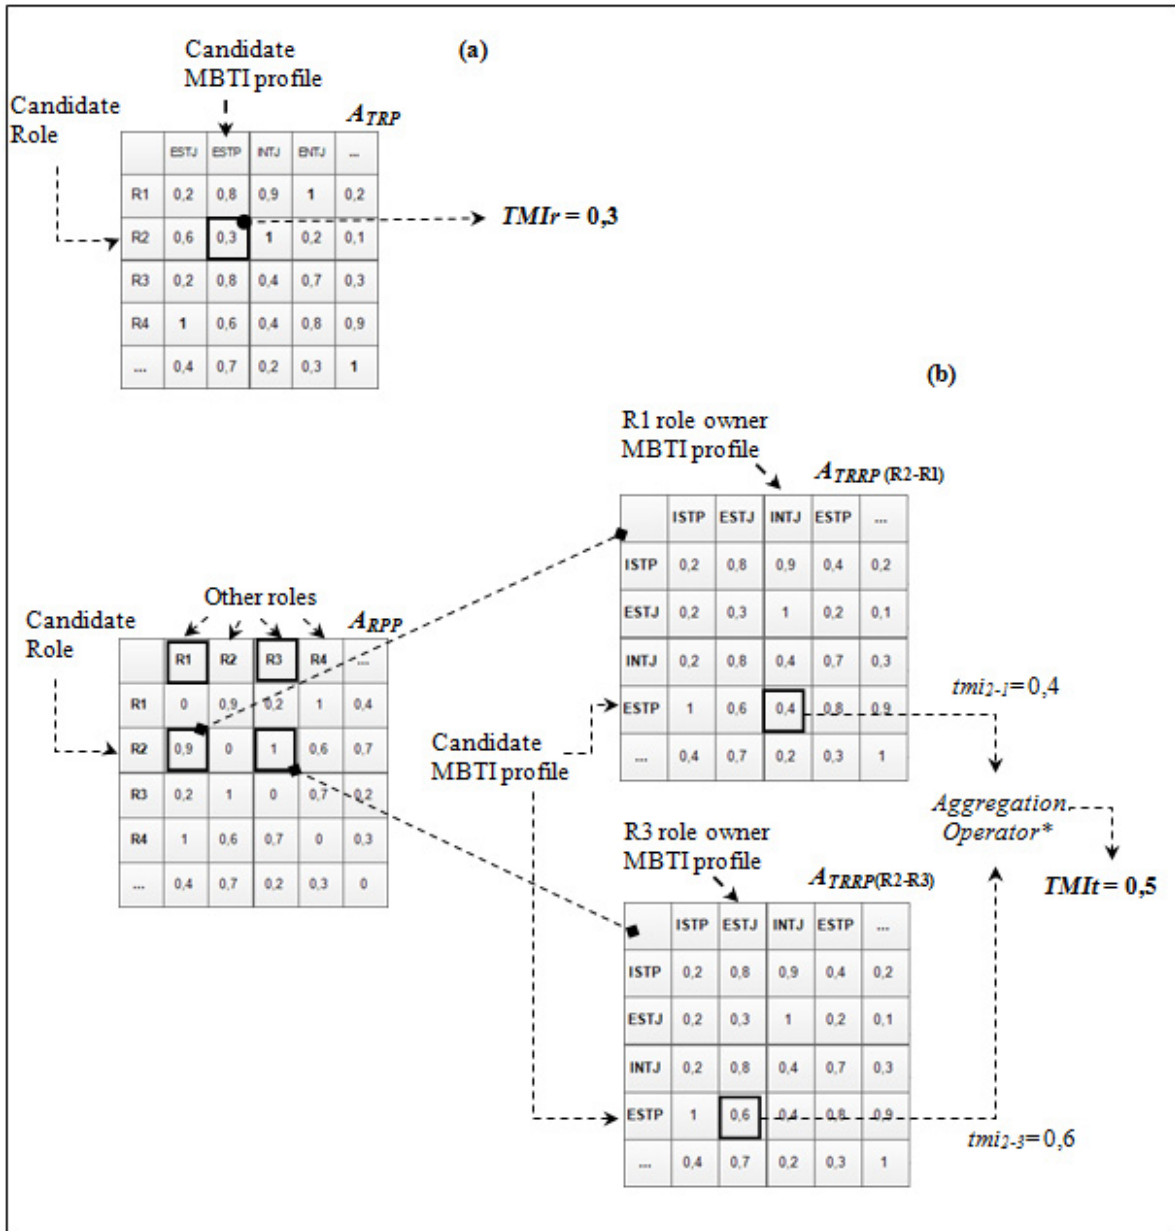 (a)
Candidate
MBTI profile
Candidate
Role
A_TRP
ESTJ ESTP INTJ ENTJ ...
R1 0,2 0,8 0,9 1 0,2
R2 0,6 0,3 1 0,2 0,1
R3 0,2 0,8 0,4 0,7 0,3
R4 1 0,6 0,4 0,8 0,9
... 0,4 0,7 0,2 0,3 1
TMIr = 0,3
(b)
R1 role owner
MBTI profile
A_TRRP (R2-R1)
ISTP ESTJ INTJ ESTP ...
ISTP 0,2 0,8 0,9 0,4 0,2
ESTJ 0,2 0,3 1 0,2 0,1
INTJ 0,2 0,8 0,4 0,7 0,3
ESTP 1 0,6 0,4 0,8 0,9
... 0,4 0,7 0,2 0,3 1
tmi2-1=0,4
Other roles
Candidate
Role
A_RPP
R1 R2 R3 R4 ...
R1 0 0,9 0,2 1 0,4
R2 0,9 0 1 0,6 0,7
R3 0,2 1 0 0,7 0,2
R4 1 0,6 0,7 0 0,3
... 0,4 0,7 0,2 0,3 0
Candidate
MBTI profile
Aggregation
Operator*
TMIt = 0,5
R3 role owner
MBTI profile
A_TRRP(R2-R3)
ISTP ESTJ INTJ ESTP ...
ISTP 0,2 0,8 0,9 0,4 0,2
ESTJ 0,2 0,3 1 0,2 0,1
INTJ 0,2 0,8 0,4 0,7 0,3
ESTP 1 0,6 0,4 0,8 0,9
... 0,4 0,7 0,2 0,3 1
tmi2-3=0,6